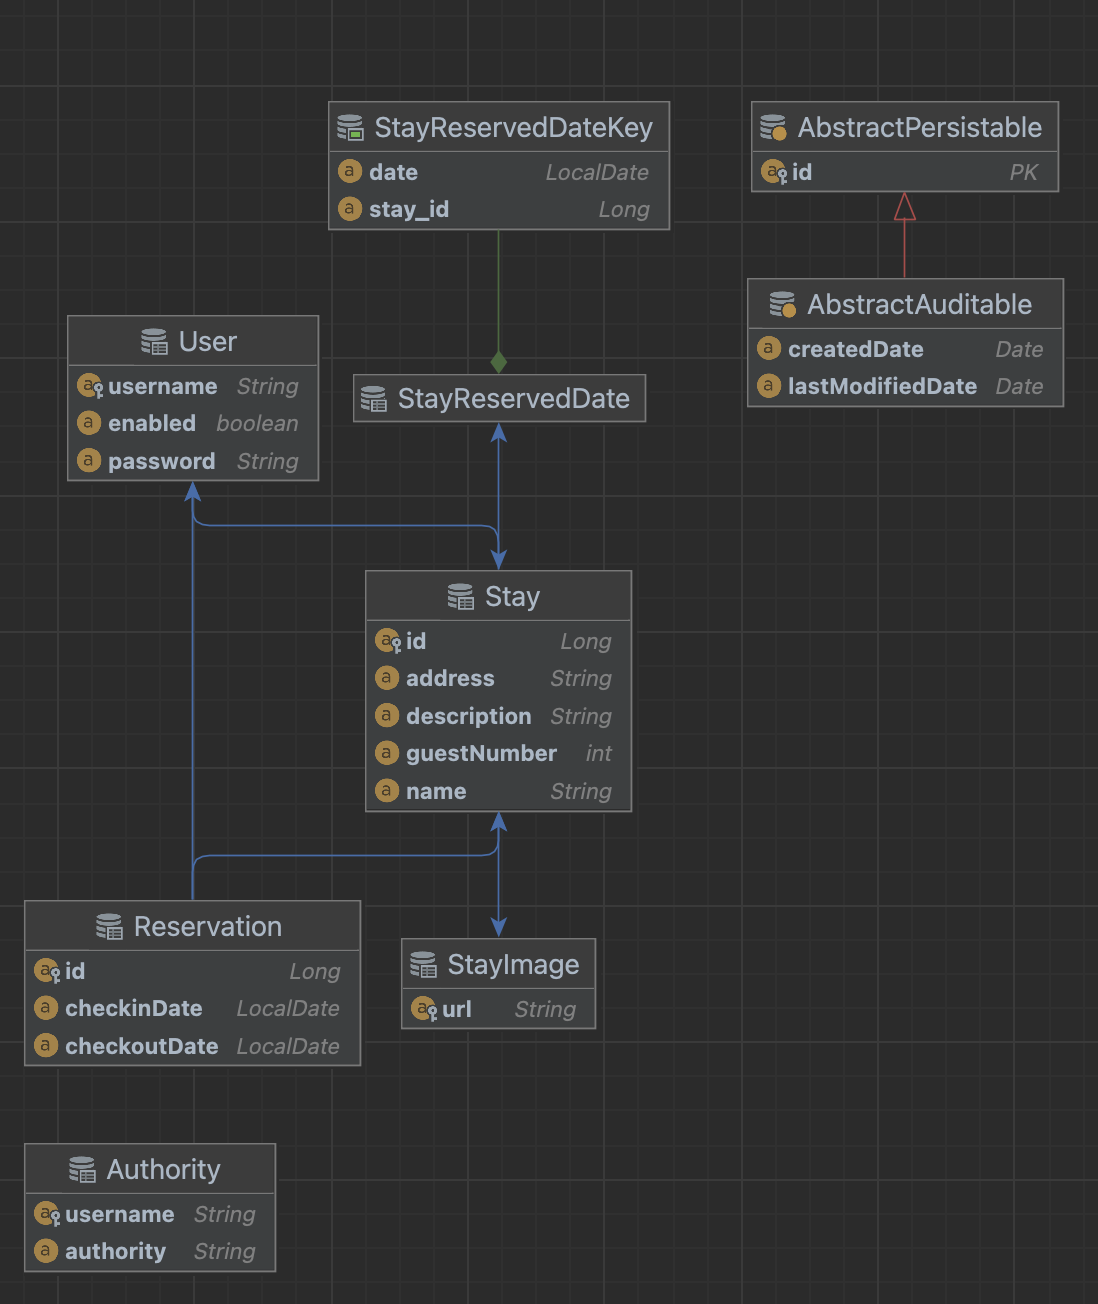 StayReservedDateKey
date LocalDate
stay_id Long
AbstractPersistable
id PK
AbstractAuditable
createdDate Date
lastModifiedDate Date
User
username String
enabled boolean
password String
StayReservedDate
Stay
id Long
address String
description String
guestNumber int
name String
Reservation
id Long
checkinDate LocalDate
checkoutDate LocalDate
StayImage
url String
Authority
username String
authority String